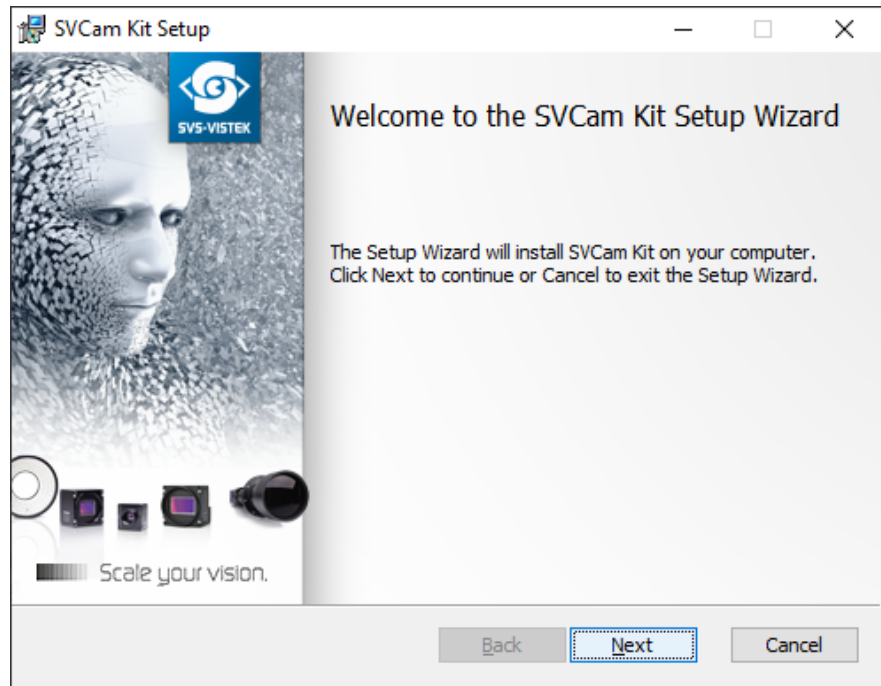 SVCam Kit Setup
SVS-VISTEK
Welcome to the SVCam Kit Setup Wizard
The Setup Wizard will install SVCam Kit on your computer.
Click Next to continue or Cancel to exit the Setup Wizard.
Scale your vision.
Back
Next
Cancel